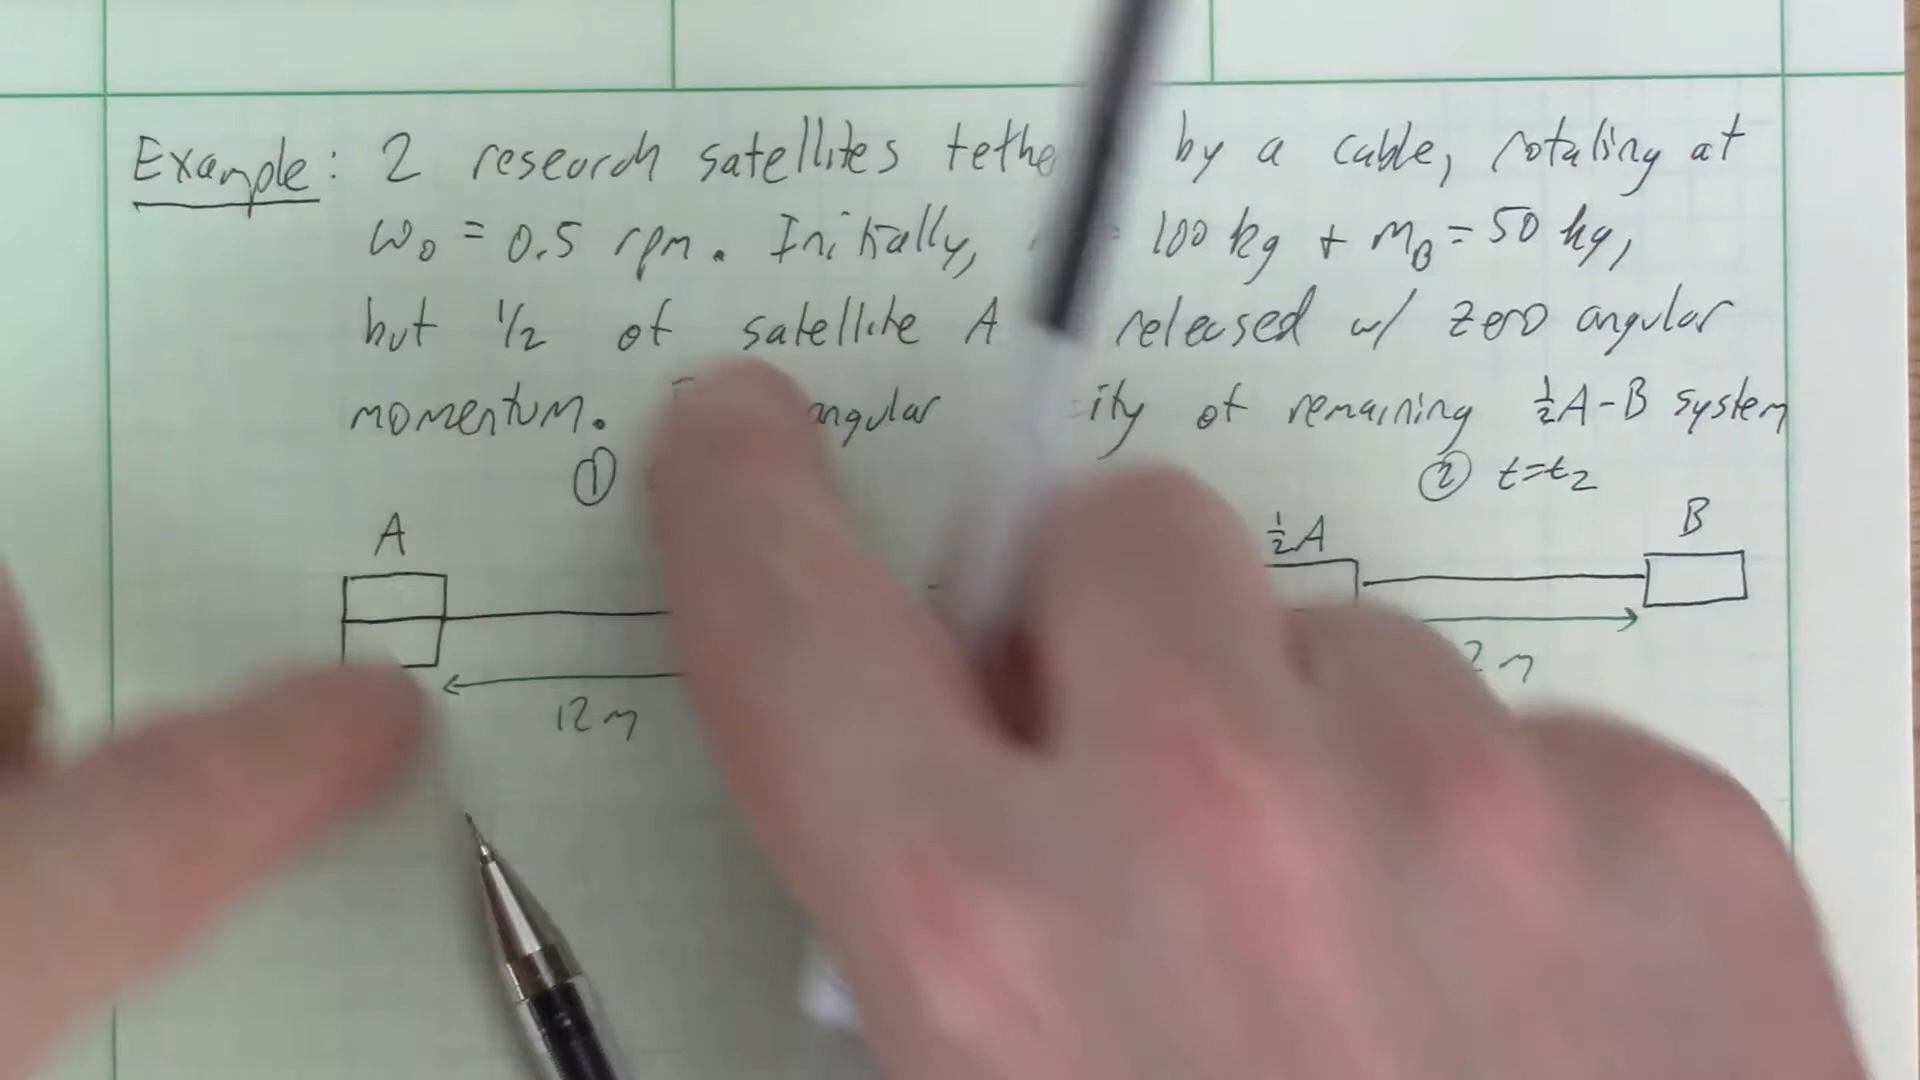 Example: 2 research satellites by a cable, rotating at
ω₀ = 0.5 rpm. Initially, 100 kg + m_B = 50 kg,
but 1/2 of satellite A released w/ zero angular
momentum. angular of remaining ½A-B system
① ② t=t₂
A ½A B
12 m